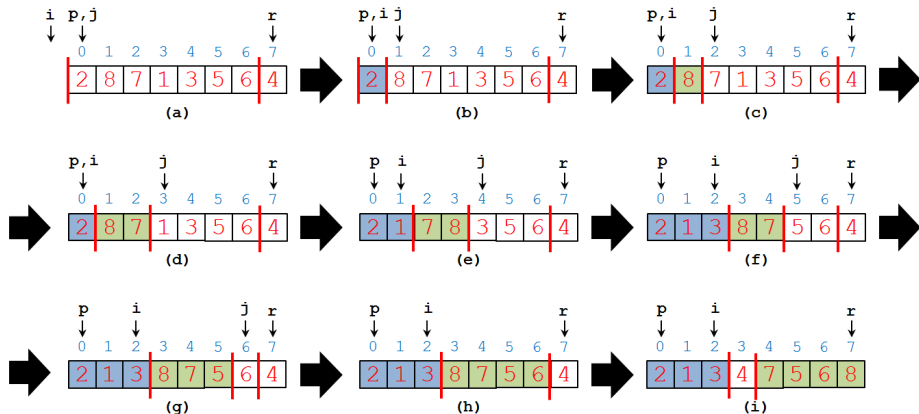 i p,j r p,i j r p,i j r
0 1 2 3 4 5 6 7 0 1 2 3 4 5 6 7 0 1 2 3 4 5 6 7
2 8 7 1 3 5 6 4 2 8 7 1 3 5 6 4 2 8 7 1 3 5 6 4
(a) (b) (c)
p,i j r p i j r p i j r
0 1 2 3 4 5 6 7 0 1 2 3 4 5 6 7 0 1 2 3 4 5 6 7
2 8 7 1 3 5 6 4 2 1 7 8 3 5 6 4 2 1 3 8 7 5 6 4
(d) (e) (f)
p i j r p i r p i r
0 1 2 3 4 5 6 7 0 1 2 3 4 5 6 7 0 1 2 3 4 5 6 7
2 1 3 8 7 5 6 4 2 1 3 8 7 5 6 4 2 1 3 4 7 5 6 8
(g) (h) (i)